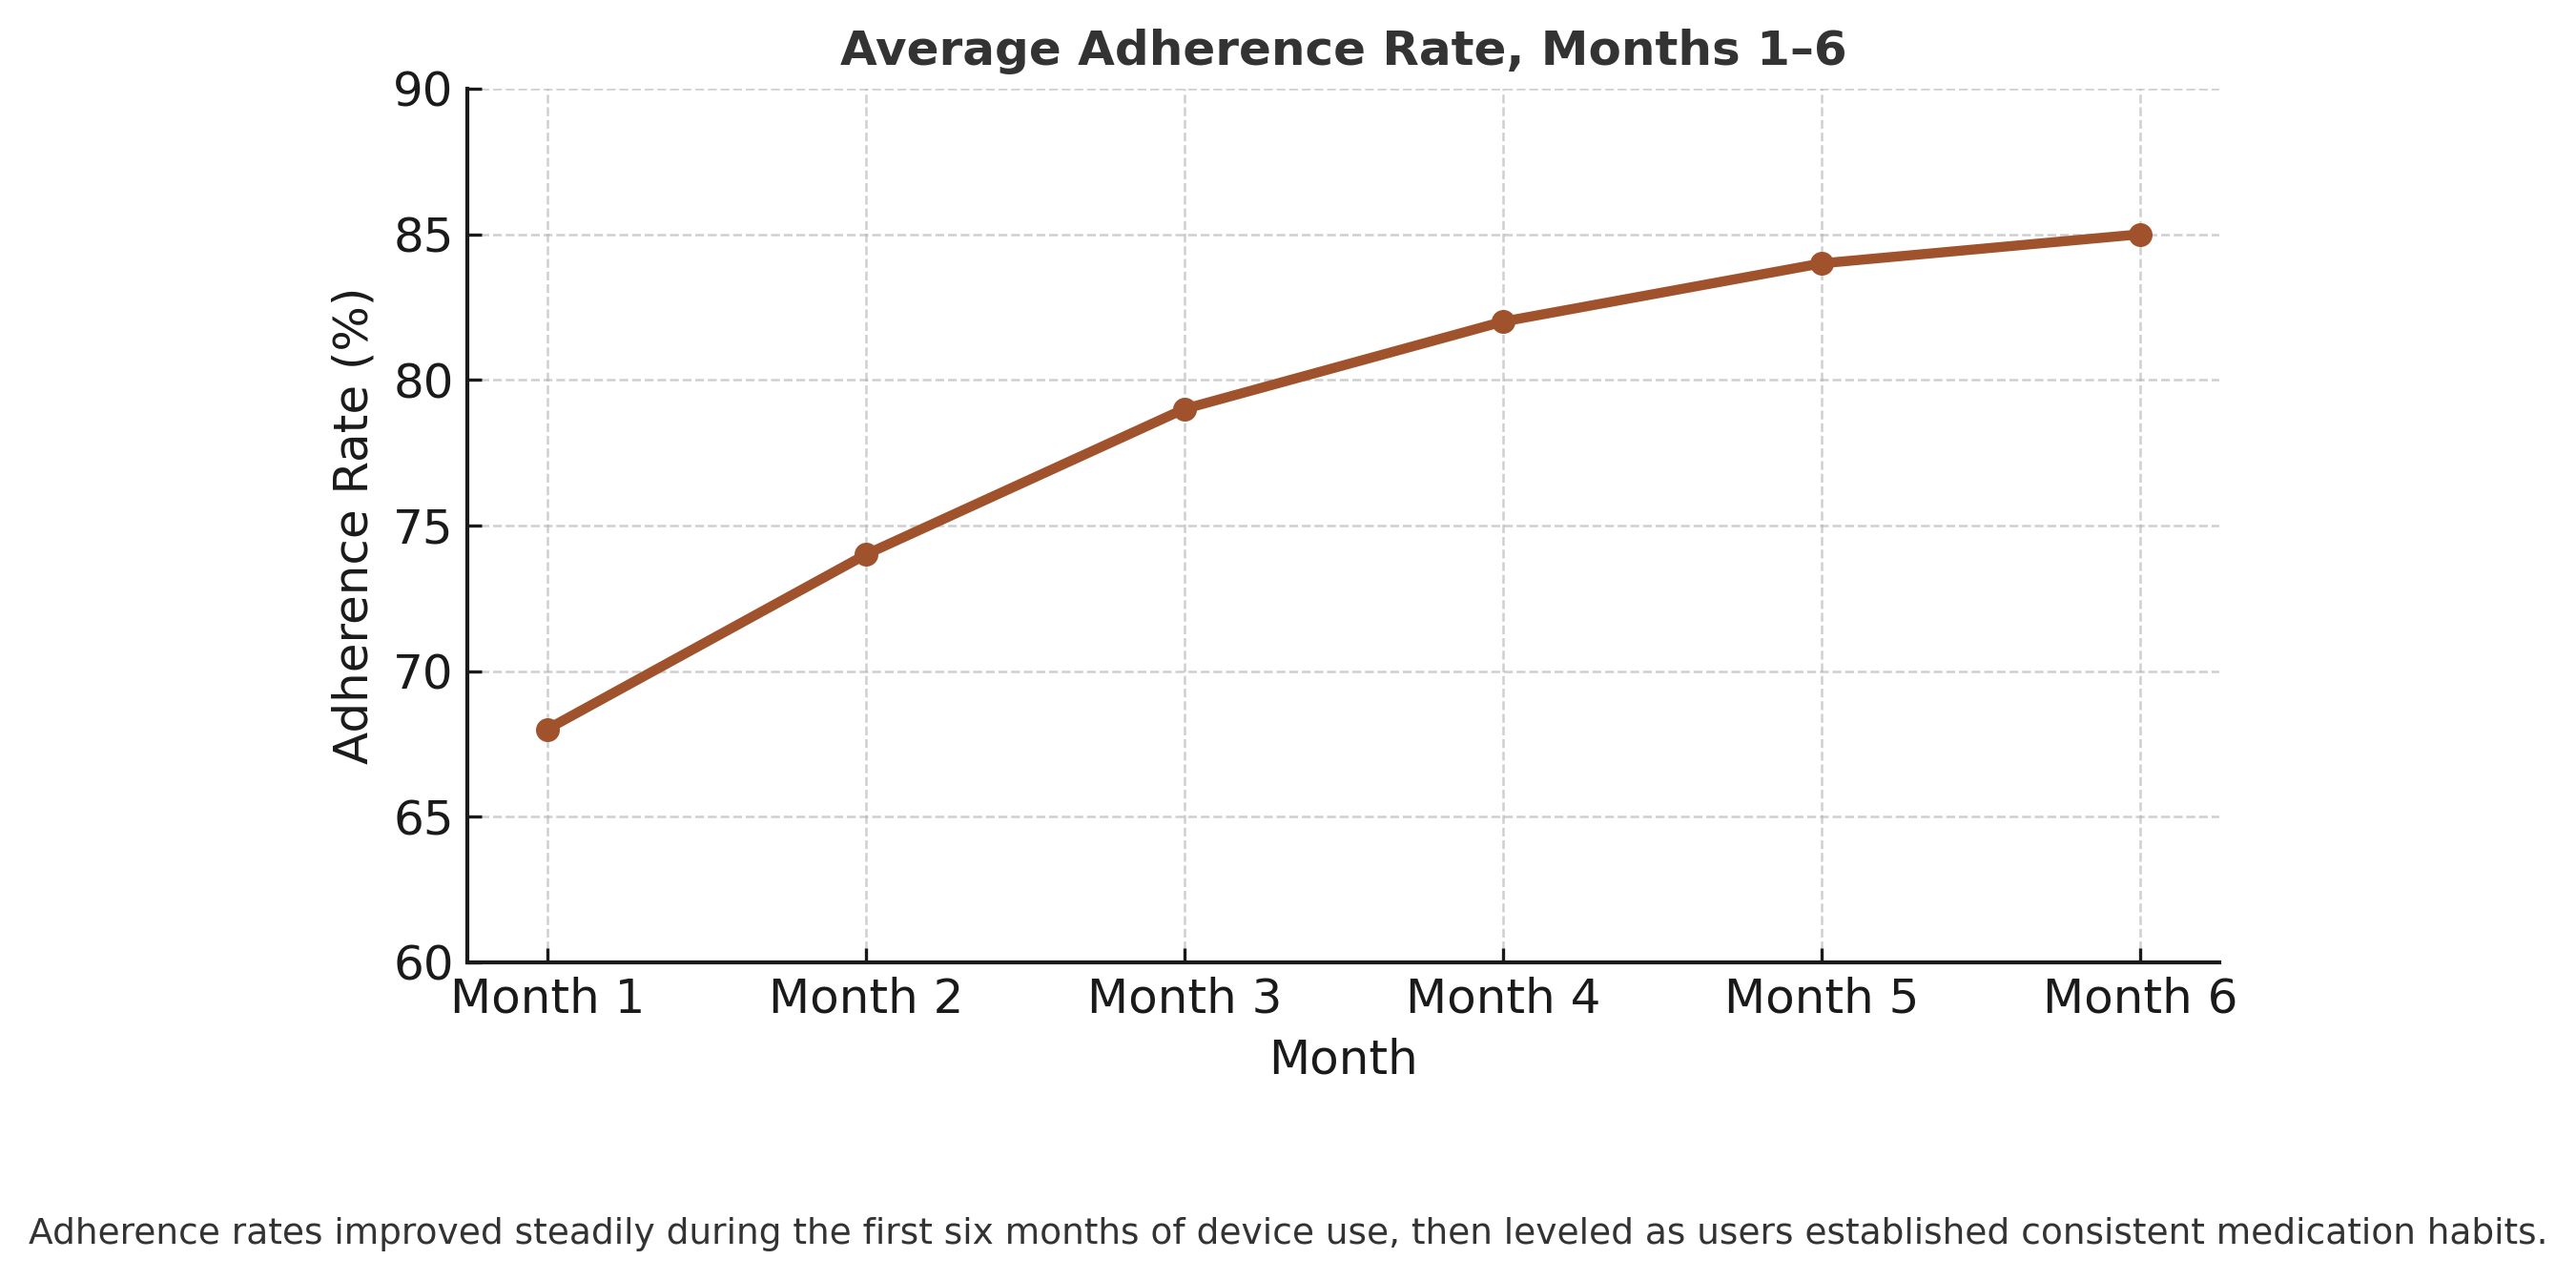 Average Adherence Rate, Months 1–6
90
85
80
75
70
65
60
Adherence Rate (%)
Month 1 Month 2 Month 3 Month 4 Month 5 Month 6
Month
Adherence rates improved steadily during the first six months of device use, then leveled as users established consistent medication habits.